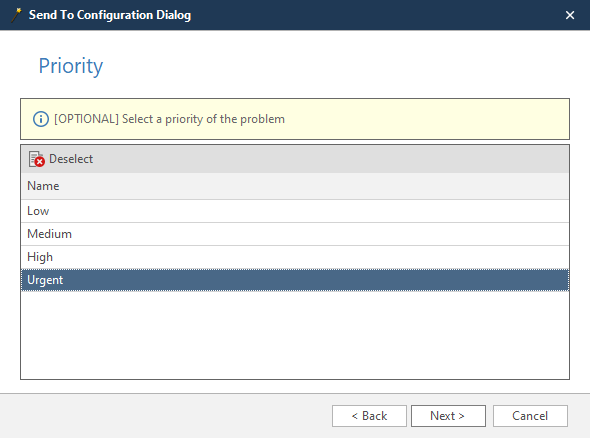 Send To Configuration Dialog
Priority
[OPTIONAL] Select a priority of the problem
Deselect
Name
Low
Medium
High
Urgent
< Back
Next >
Cancel